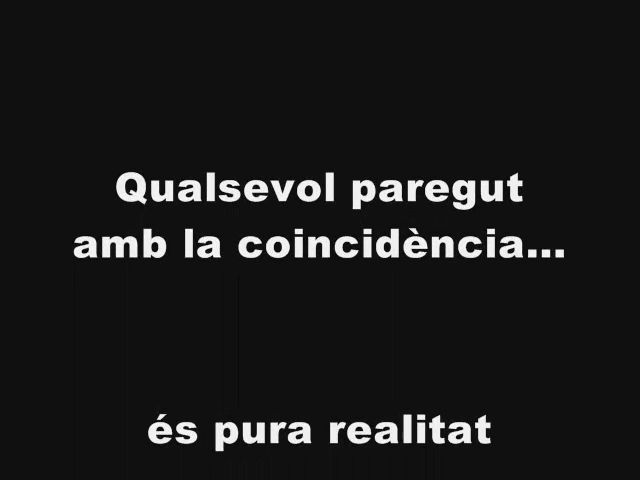 Qualsevol paregut
amb la coincidència...
és pura realitat